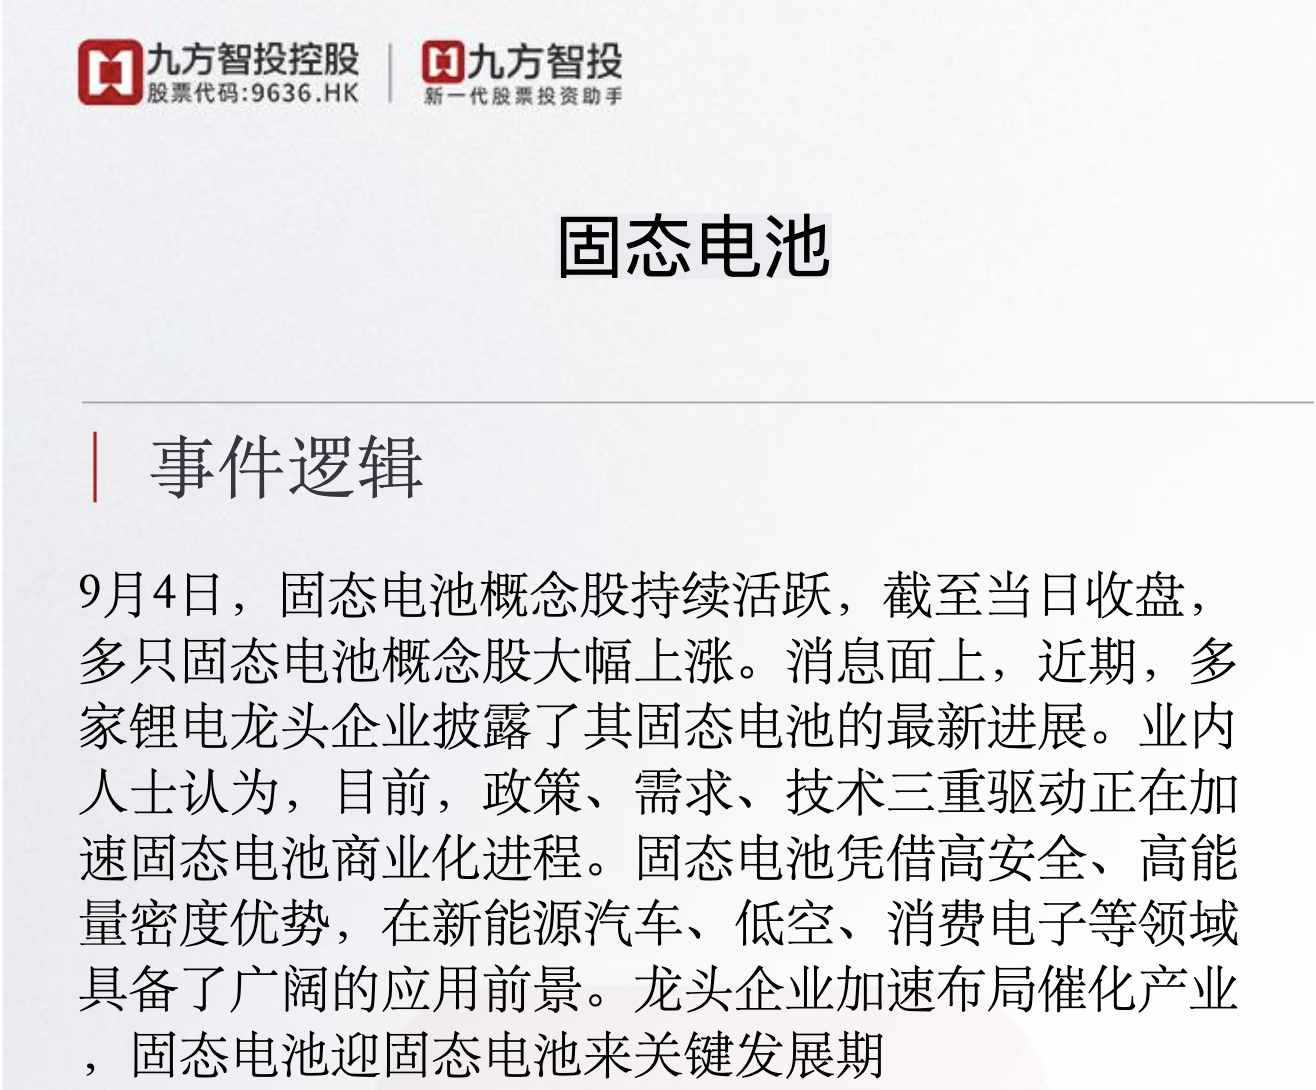 九方智投控股
股票代码:9636.HK
九方智投
新一代股票投资助手
固态电池
事件逻辑
9月4日，固态电池概念股持续活跃，截至当日收盘，
多只固态电池概念股大幅上涨。消息面上，近期，多
家锂电龙头企业披露了其固态电池的最新进展。业内
人士认为，目前，政策、需求、技术三重驱动正在加
速固态电池商业化进程。固态电池凭借高安全、高能
量密度优势，在新能源汽车、低空、消费电子等领域
具备了广阔的应用前景。龙头企业加速布局催化产业
，固态电池迎固态电池来关键发展期